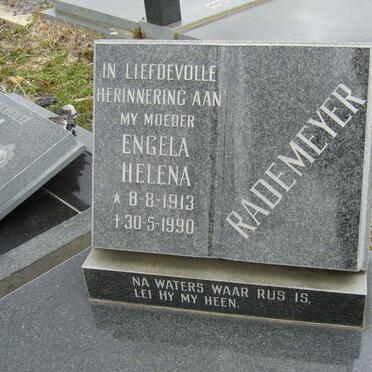 IN LIEFDEVOLLE
HERINNERING AAN
MY MOEDER
ENGELA
HELENA
* 8-8-1913
†30-5-1990
RADEMEYER
NA WATERS WAAR RUS IS,
LEI HY MY HEEN.